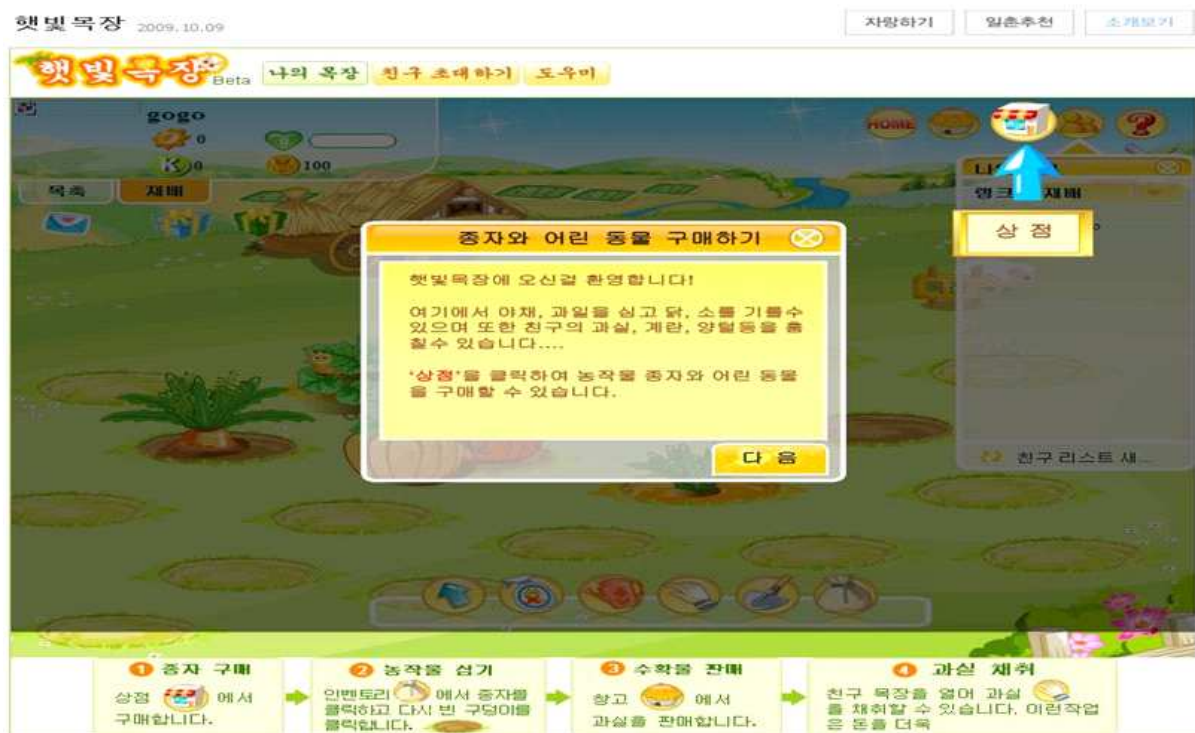 햇빛목장 2009.10.09
자랑하기 일촌추천 소개보기
햇빛목장 Beta 나의 목장 친구 초대하기 도우미
gogo
0
K 0 100
HOME
목축 재배
랭크 재배
상 점
종자와 어린 동물 구매하기
햇빛목장에 오신걸 환영합니다!
여기에서 야채, 과일을 심고 닭, 소를 기를수
있으며 또한 친구의 과실, 계란, 양털등을 훔
칠수 있습니다....
‘상점’을 클릭하여 농작물 종자와 어린 동물
을 구매할 수 있습니다.
다 음
친구 리스트 새...
1 종자 구매
상점 에서
구매합니다.
2 농작물 심기
인벤토리 에서 종자를
클릭하고 다시 빈 구덩이를
클릭합니다.
3 수확물 판매
창고 에서
과실을 판매합니다.
4 과실 채취
친구 목장을 열어 과실
을 채취할 수 있습니다. 이런작업
은 돈을 더욱